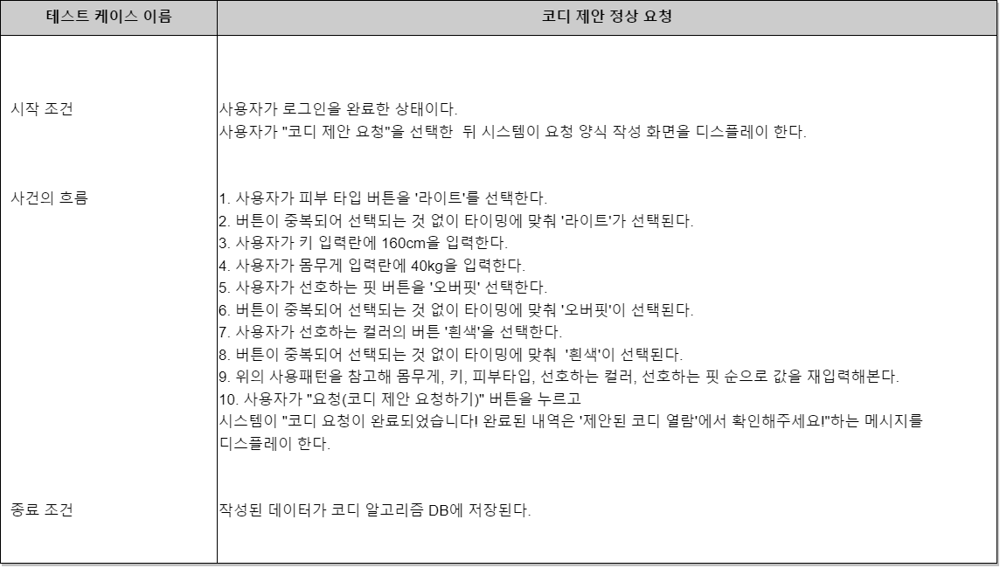 테스트 케이스 이름
코디 제안 정상 요청
시작 조건
사용자가 로그인을 완료한 상태이다.
사용자가 "코디 제안 요청"을 선택한  뒤 시스템이 요청 양식 작성 화면을 디스플레이 한다.
사건의 흐름
1. 사용자가 피부 타입 버튼을 '라이트'를 선택한다.
2. 버튼이 중복되어 선택되는 것 없이 타이밍에 맞춰 '라이트'가 선택된다.
3. 사용자가 키 입력란에 160cm을 입력한다.
4. 사용자가 몸무게 입력란에 40kg을 입력한다.
5. 사용자가 선호하는 핏 버튼을 '오버핏' 선택한다.
6. 버튼이 중복되어 선택되는 것 없이 타이밍에 맞춰 '오버핏'이 선택된다.
7. 사용자가 선호하는 컬러의 버튼 '흰색'을 선택한다.
8. 버튼이 중복되어 선택되는 것 없이 타이밍에 맞춰  '흰색'이 선택된다.
9. 위의 사용패턴을 참고해 몸무게, 키, 피부타입, 선호하는 컬러, 선호하는 핏 순으로 값을 재입력해본다.
10. 사용자가 "요청(코디 제안 요청하기)" 버튼을 누르고
시스템이 "코디 요청이 완료되었습니다! 완료된 내역은 '제안된 코디 열람'에서 확인해주세요!"하는 메시지를
디스플레이 한다.
종료 조건
작성된 데이터가 코디 알고리즘 DB에 저장된다.